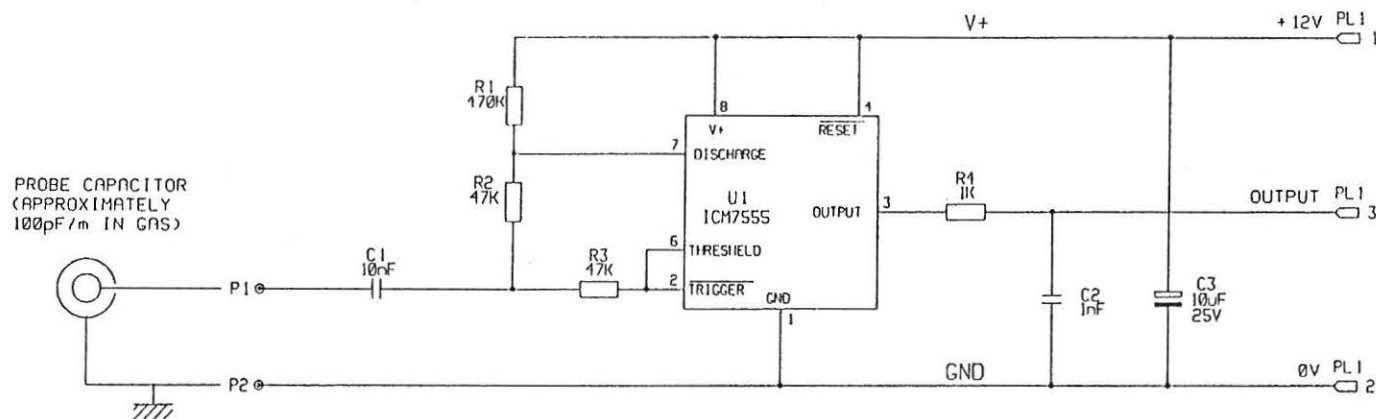 V+
+12V
PL1
1
R1
470K
8
4
V+
RESET
7
DISCHARGE
PROBE CAPACITOR
(APPROXIMATELY
100pF/m IN GAS)
R2
47K
U1
ICM7555
OUTPUT
3
R4
1K
OUTPUT
PL1
3
6
THRESHOLD
C1
10nF
R3
47K
2
TRIGGER
P1
GND
1
C2
1nF
C3
10uF
25V
P2
GND
0V
PL1
2